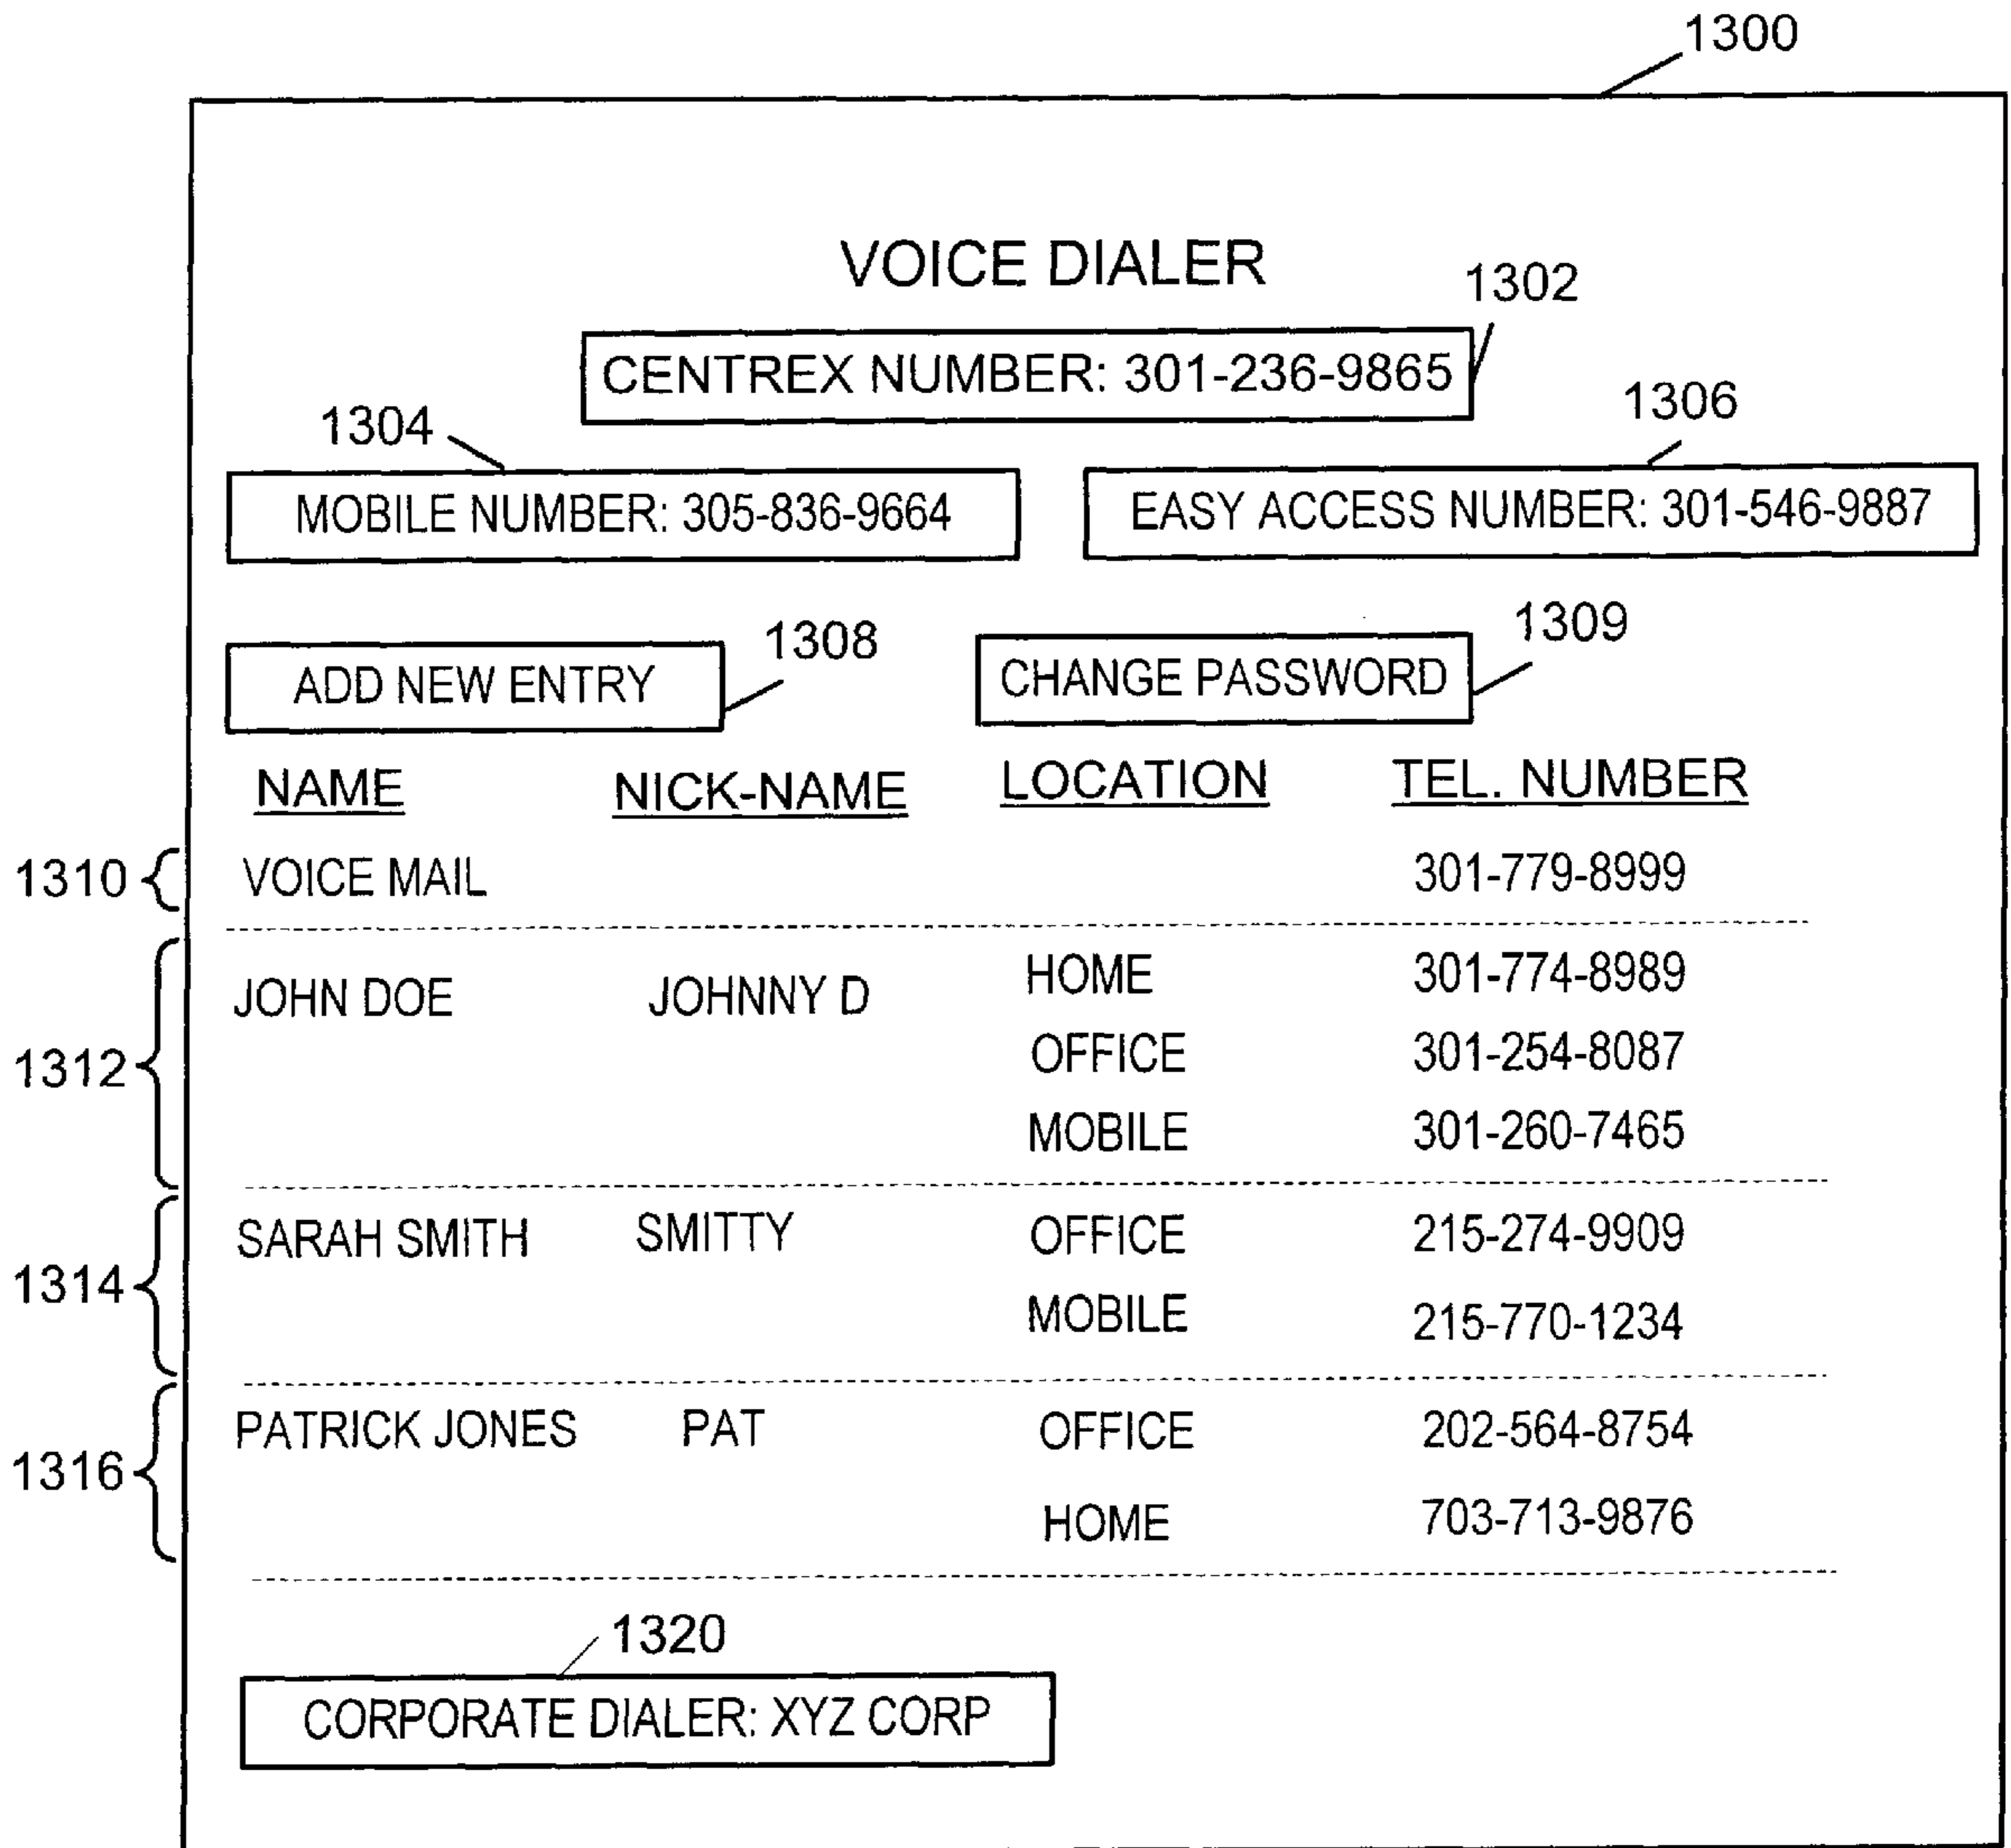 1300
VOICE DIALER
1302
CENTREX NUMBER: 301-236-9865
1304
1306
MOBILE NUMBER: 305-836-9664
EASY ACCESS NUMBER: 301-546-9887
1308
1309
ADD NEW ENTRY
CHANGE PASSWORD
NAME NICK-NAME LOCATION TEL. NUMBER
1310 VOICE MAIL 301-779-8999
JOHN DOE JOHNNY D HOME 301-774-8989
1312 OFFICE 301-254-8087
MOBILE 301-260-7465
SARAH SMITH SMITTY OFFICE 215-274-9909
1314 MOBILE 215-770-1234
PATRICK JONES PAT OFFICE 202-564-8754
1316 HOME 703-713-9876
1320
CORPORATE DIALER: XYZ CORP